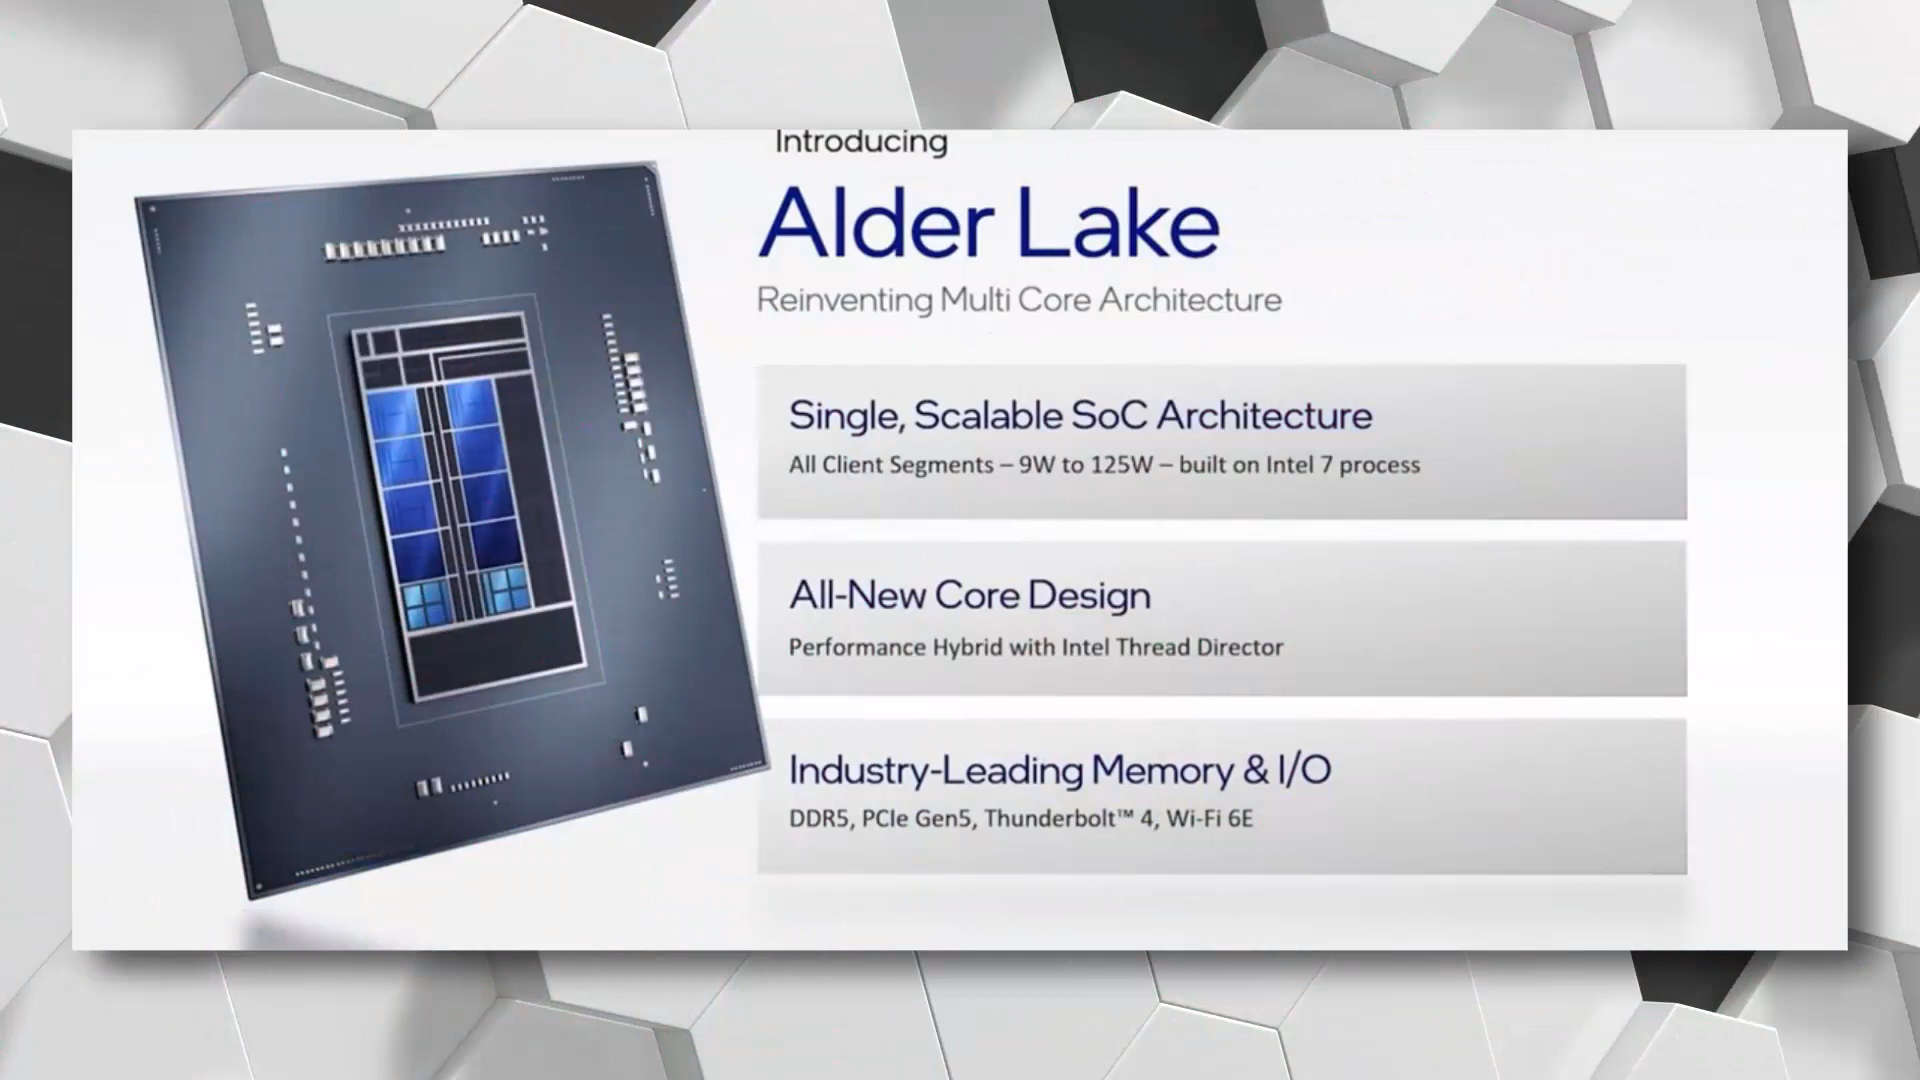 Introducing
Alder Lake
Reinventing Multi Core Architecture
Single, Scalable SoC Architecture
All Client Segments – 9W to 125W – built on Intel 7 process
All-New Core Design
Performance Hybrid with Intel Thread Director
Industry-Leading Memory & I/O
DDR5, PCIe Gen5, Thunderbolt™ 4, Wi-Fi 6E